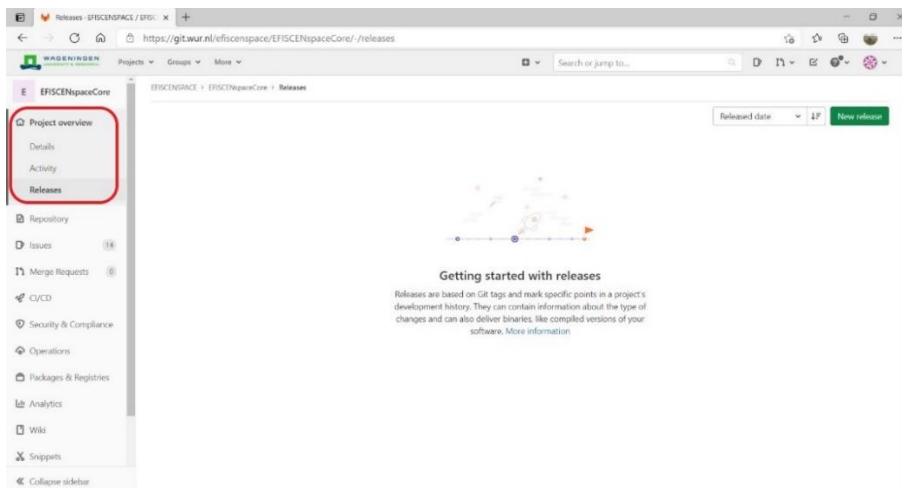 Releases · EFISCENSPACE / EFISC
https://git.wur.nl/efiscenspace/EFISCENspaceCore/-/releases
WAGENINGEN
UNIVERSITY & RESEARCH
Projects Groups More
Search or jump to...
E EFISCENspaceCore
EFISCENSPACE > EFISCENspaceCore > Releases
Project overview
Details
Activity
Releases
Repository
Issues 14
Merge Requests 0
CI/CD
Security & Compliance
Operations
Packages & Registries
Analytics
Wiki
Snippets
Collapse sidebar
Released date
New release
Getting started with releases
Releases are based on Git tags and mark specific points in a project's
development history. They can contain information about the type of
changes and can also deliver binaries, like compiled versions of your
software. More information